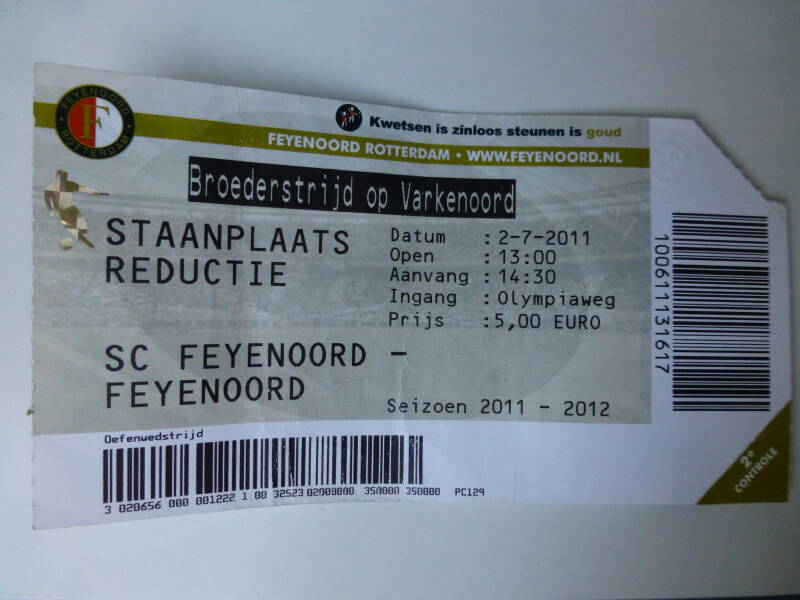 FEYENOORD
F
ROTTERDAM
Kwetsen is zinloos steunen is goud
FEYENOORD ROTTERDAM • WWW.FEYENOORD.NL
Broederstrijd op Varkenoord
STAANPLAATS
REDUCTIE
Datum : 2-7-2011
Open : 13:00
Aanvang : 14:30
Ingang : Olympiaweg
Prijs : 5,00 EURO
SC FEYENOORD -
FEYENOORD
Seizoen 2011 - 2012
Oefenwedstrijd
3 020656 000 001222 1 00 32523 02000000 350000 350000 PC129
100611131617
2e CONTROLE